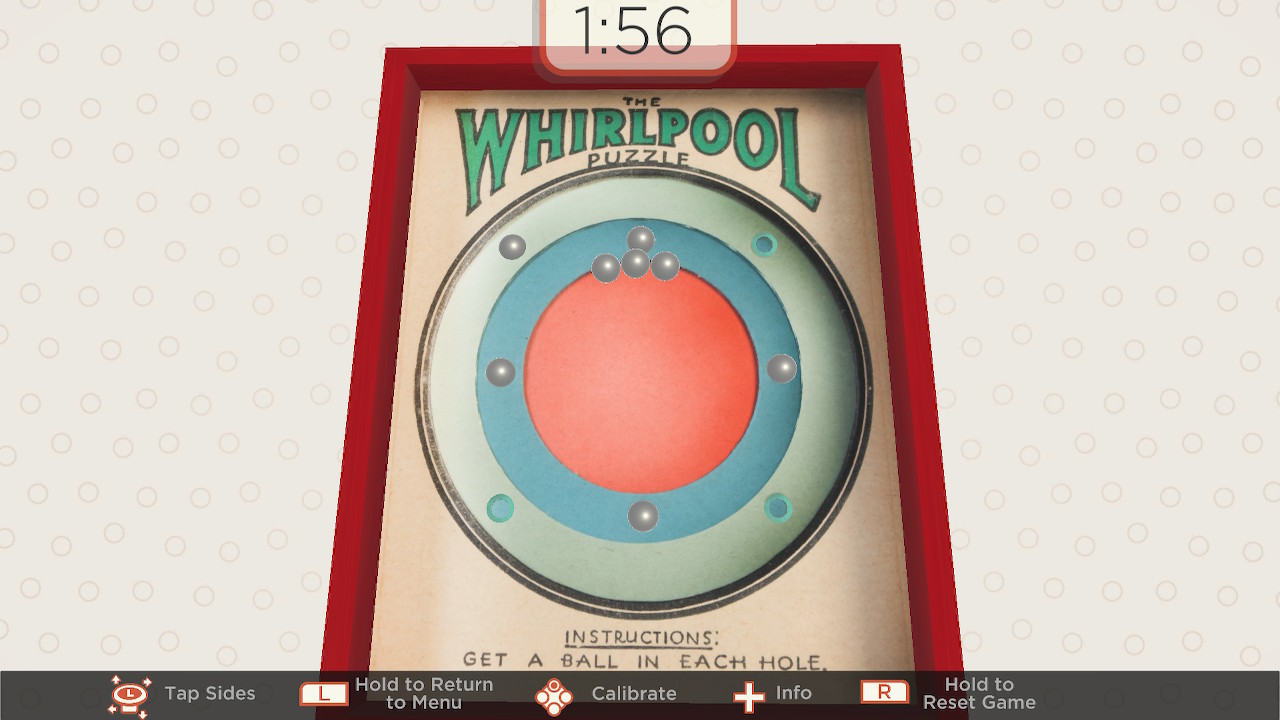 1:56
THE
WHIRLPOOL
PUZZLE
INSTRUCTIONS:
GET A BALL IN EACH HOLE.
L
Tap Sides
L
Hold to Return
to Menu
Calibrate
Info
R
Hold to
Reset Game